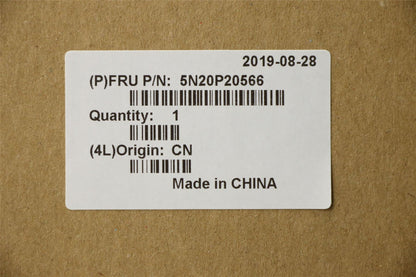 2019-08-28
(P)FRU P/N: 5N20P20566
Quantity: 1
(4L)Origin: CN
Made in CHINA